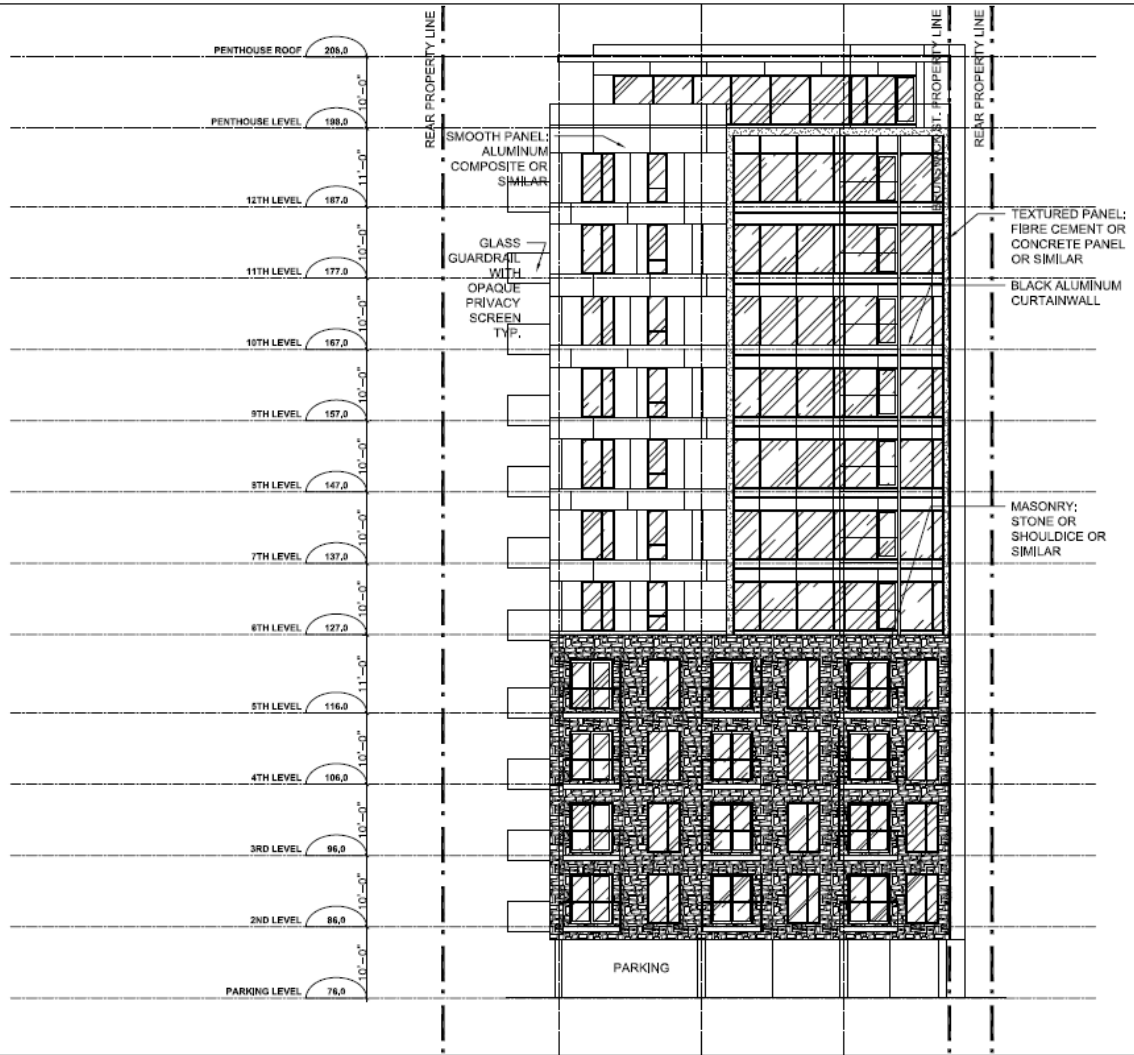 PENTHOUSE ROOF 208.0
10'-0"
PENTHOUSE LEVEL 198.0
11'-0"
12TH LEVEL 187.0
10'-0"
11TH LEVEL 177.0
10'-0"
10TH LEVEL 167.0
10'-0"
9TH LEVEL 157.0
10'-0"
8TH LEVEL 147.0
10'-0"
7TH LEVEL 137.0
10'-0"
6TH LEVEL 127.0
11'-0"
5TH LEVEL 116.0
10'-0"
4TH LEVEL 106.0
10'-0"
3RD LEVEL 96.0
10'-0"
2ND LEVEL 86.0
10'-0"
PARKING LEVEL 76.0
REAR PROPERTY LINE
SMOOTH PANEL:
ALUMINUM
COMPOSITE OR
SIMILAR
GLASS
GUARDRAIL
WITH
OPAQUE
PRIVACY
SCREEN
TYP.
PARKING
BRUNSWICK ST. PROPERTY LINE
REAR PROPERTY LINE
TEXTURED PANEL:
FIBRE CEMENT OR
CONCRETE PANEL
OR SIMILAR
BLACK ALUMINUM
CURTAINWALL
MASONRY:
STONE OR
SHOULDICE OR
SIMILAR